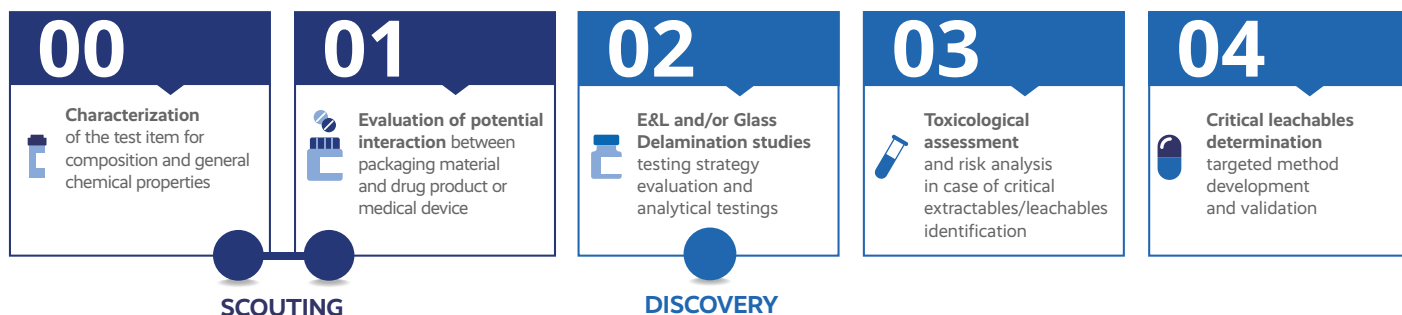 00
Characterization
of the test item for
composition and general
chemical properties
01
Evaluation of potential
interaction between
packaging material
and drug product or
medical device
02
E&L and/or Glass
Delamination studies
testing strategy
evaluation and
analytical testings
03
Toxicological
assessment
and risk analysis
in case of critical
extractables/leachables
identification
04
Critical leachables
determination
targeted method
development
and validation
SCOUTING
DISCOVERY